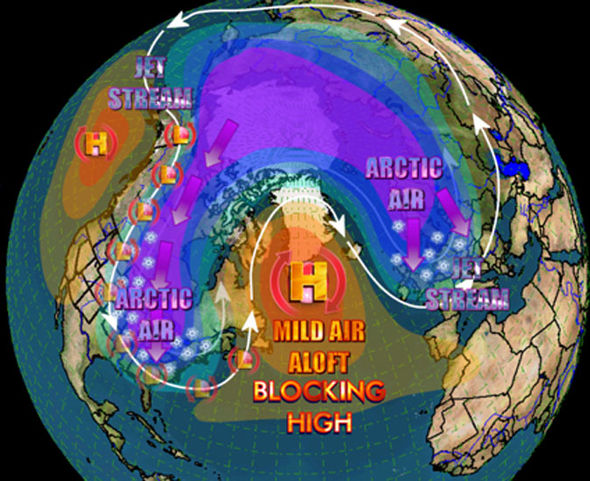 JET
STREAM
H
L
L
L
L
L
ARCTIC
AIR
ARCTIC
AIR
H
JET
STREAM
MILD AIR
ALOFT
BLOCKING
HIGH
L
L
L